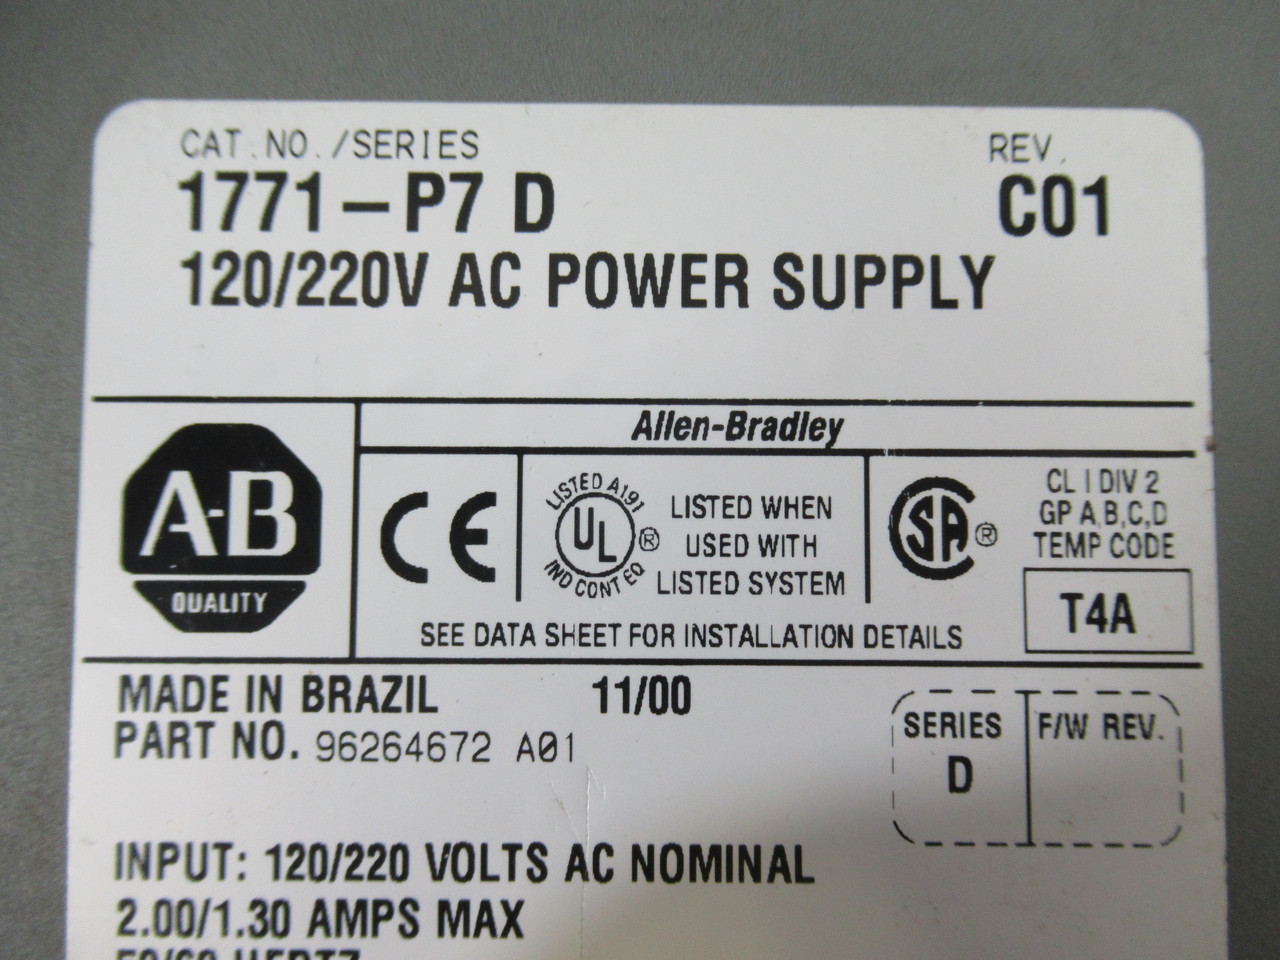 CAT.NO./SERIES REV.
1771-P7 D C01
120/220V AC POWER SUPPLY
Allen-Bradley
A-B
QUALITY
CE
LISTED A191
UL ®
IND CONT EQ
LISTED WHEN
USED WITH
LISTED SYSTEM
SA ®
CL I DIV 2
GP A,B,C,D
TEMP CODE
T4A
SEE DATA SHEET FOR INSTALLATION DETAILS
MADE IN BRAZIL 11/00
PART NO. 96264672 A01
SERIES F/W REV.
D
INPUT: 120/220 VOLTS AC NOMINAL
2.00/1.30 AMPS MAX
50/60 HERTZ